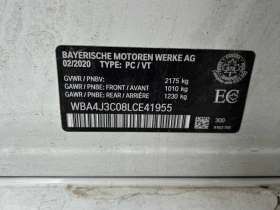 BAYERISCHE MOTOREN WERKE AG
02/2020 TYPE: PC / VT
GVWR / PNBV: 2175 kg
GAWR / PNBE: FRONT / AVANT 1010 kg
GAWR / PNBE: REAR / ARRIÈRE 1230 kg
WBA4J3C08LCE41955
EC
300